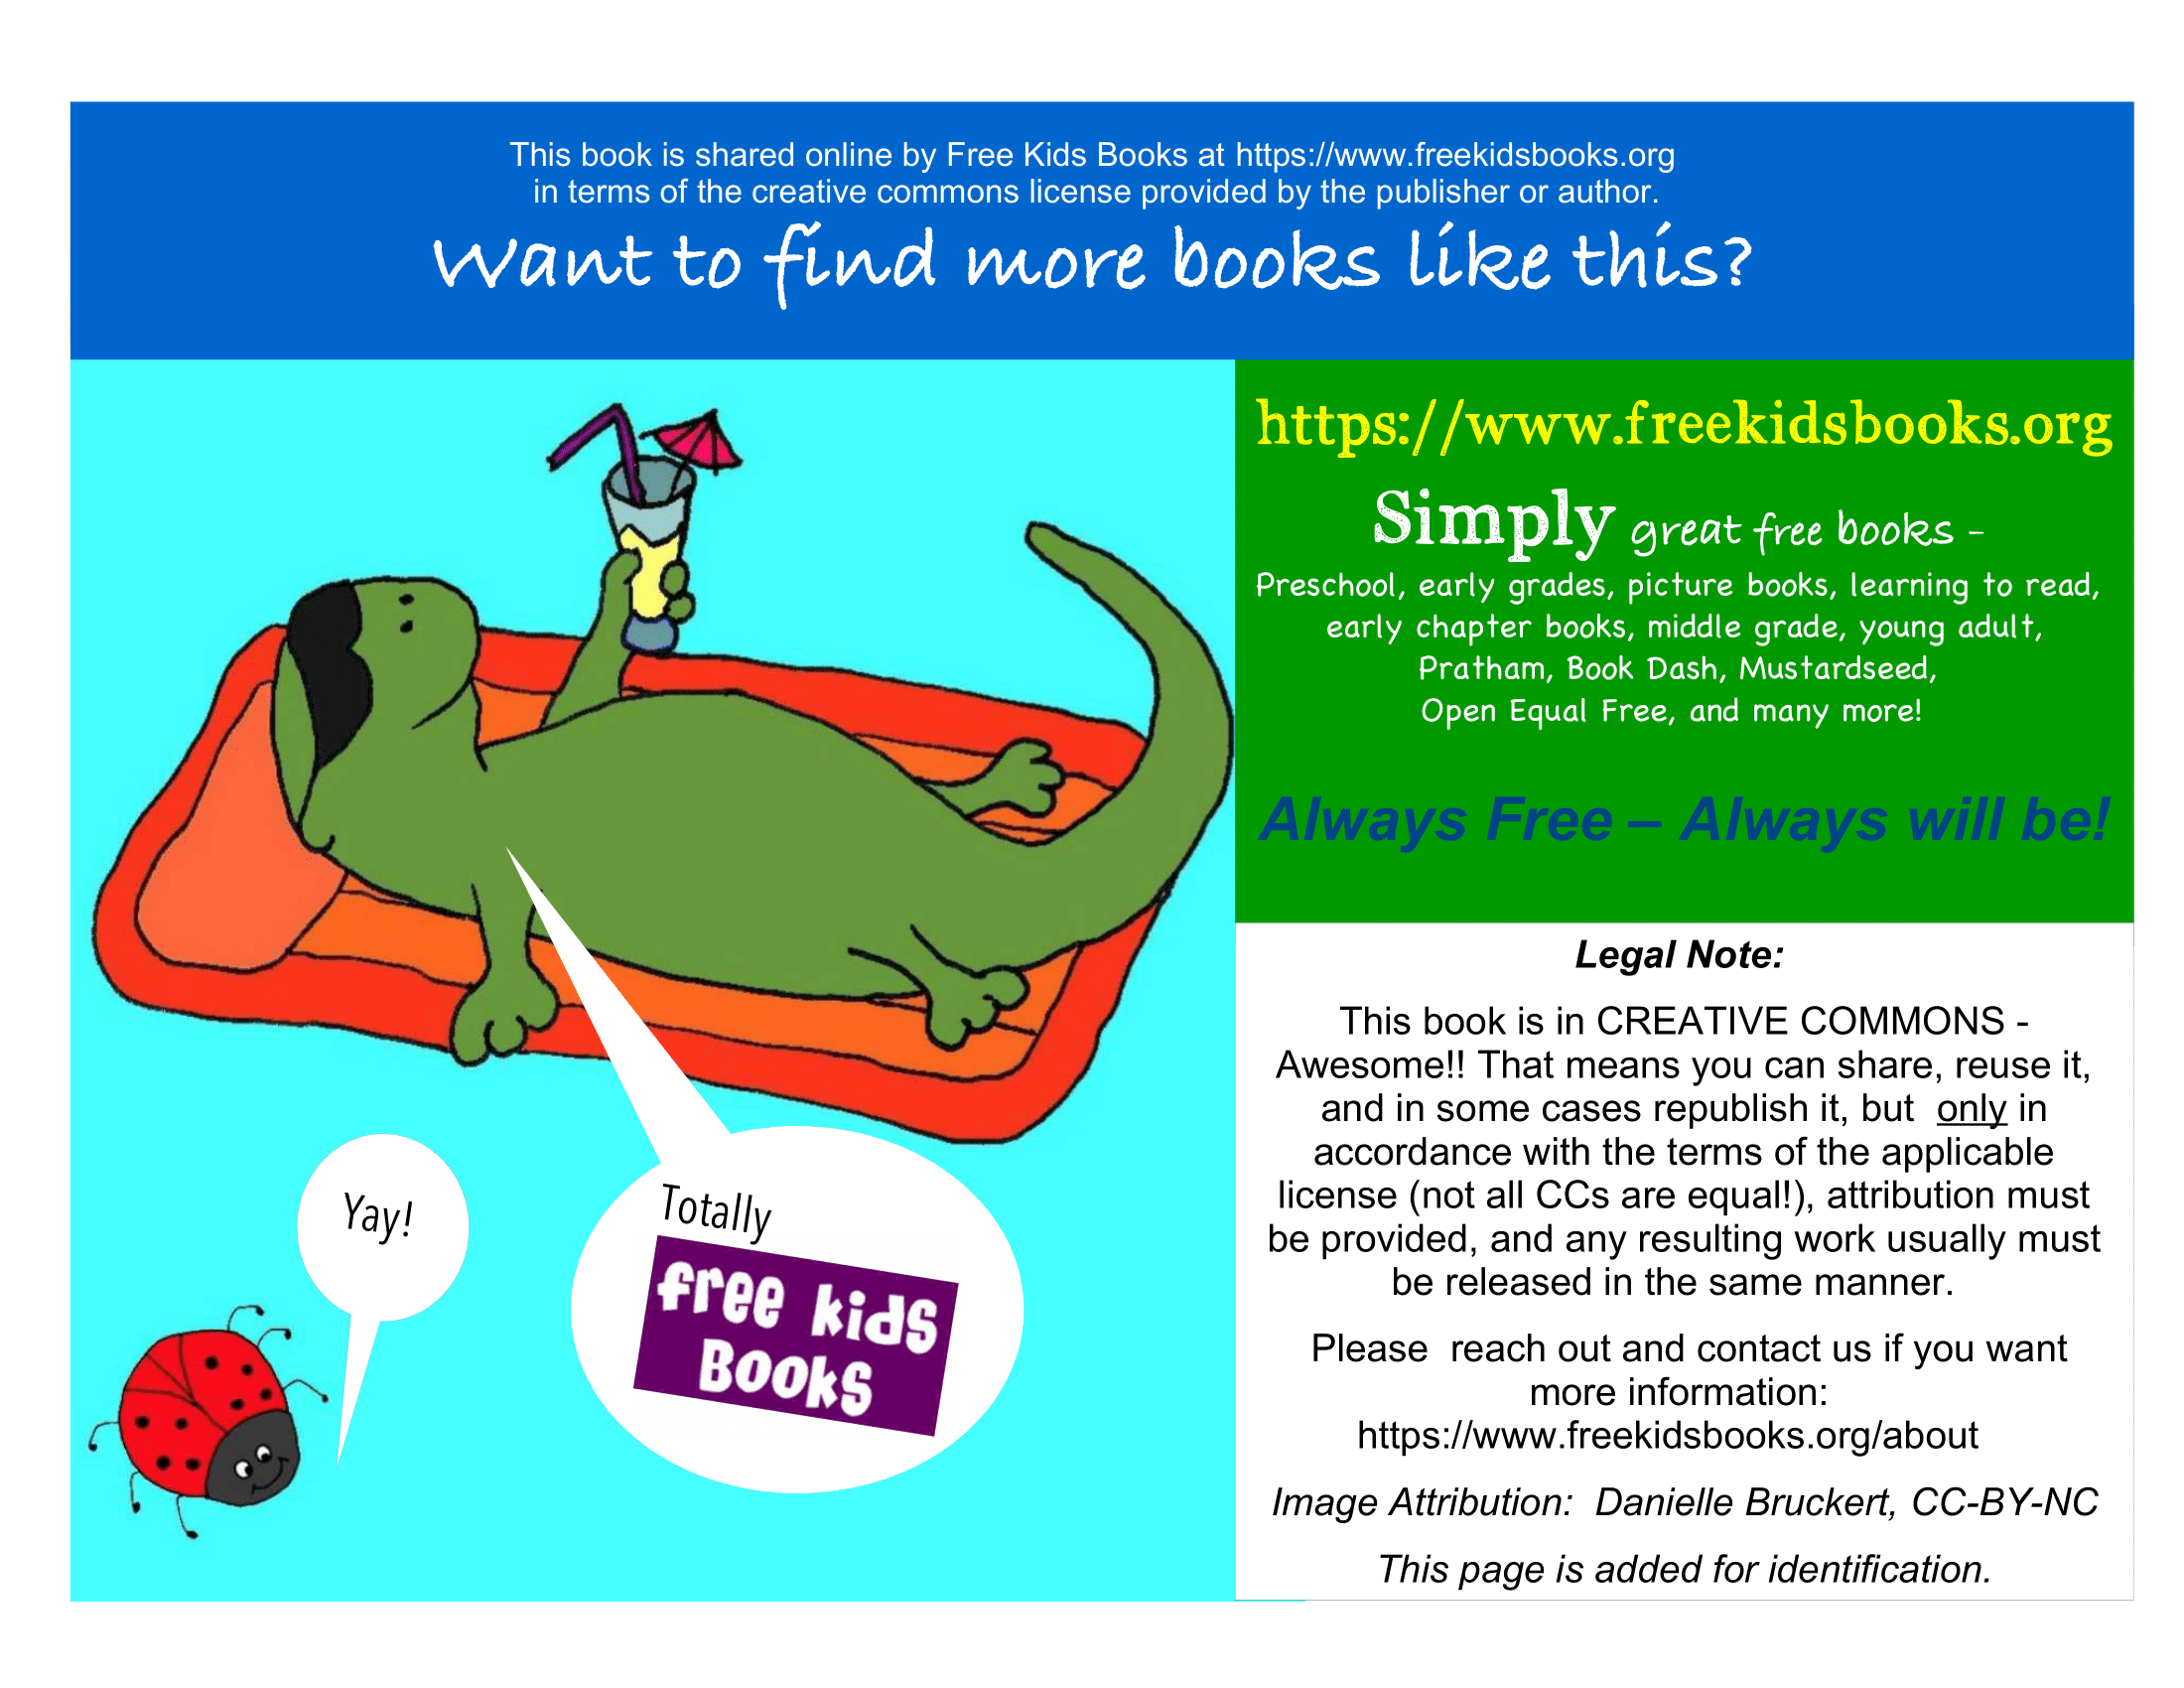 This book is shared online by Free Kids Books at https://www.freekidsbooks.org
in terms of the creative commons license provided by the publisher or author.
Want to find more books like this?
https://www.freekidsbooks.org
Simply great free books -
Preschool, early grades, picture books, learning to read,
early chapter books, middle grade, young adult,
Pratham, Book Dash, Mustardseed,
Open Equal Free, and many more!
Always Free – Always will be!
Legal Note:
This book is in CREATIVE COMMONS -
Awesome!! That means you can share, reuse it,
and in some cases republish it, but only in
accordance with the terms of the applicable
license (not all CCs are equal!), attribution must
be provided, and any resulting work usually must
be released in the same manner.
Please reach out and contact us if you want
more information:
https://www.freekidsbooks.org/about
Image Attribution: Danielle Bruckert, CC-BY-NC
This page is added for identification.
Yay!
Totally
free kids
Books